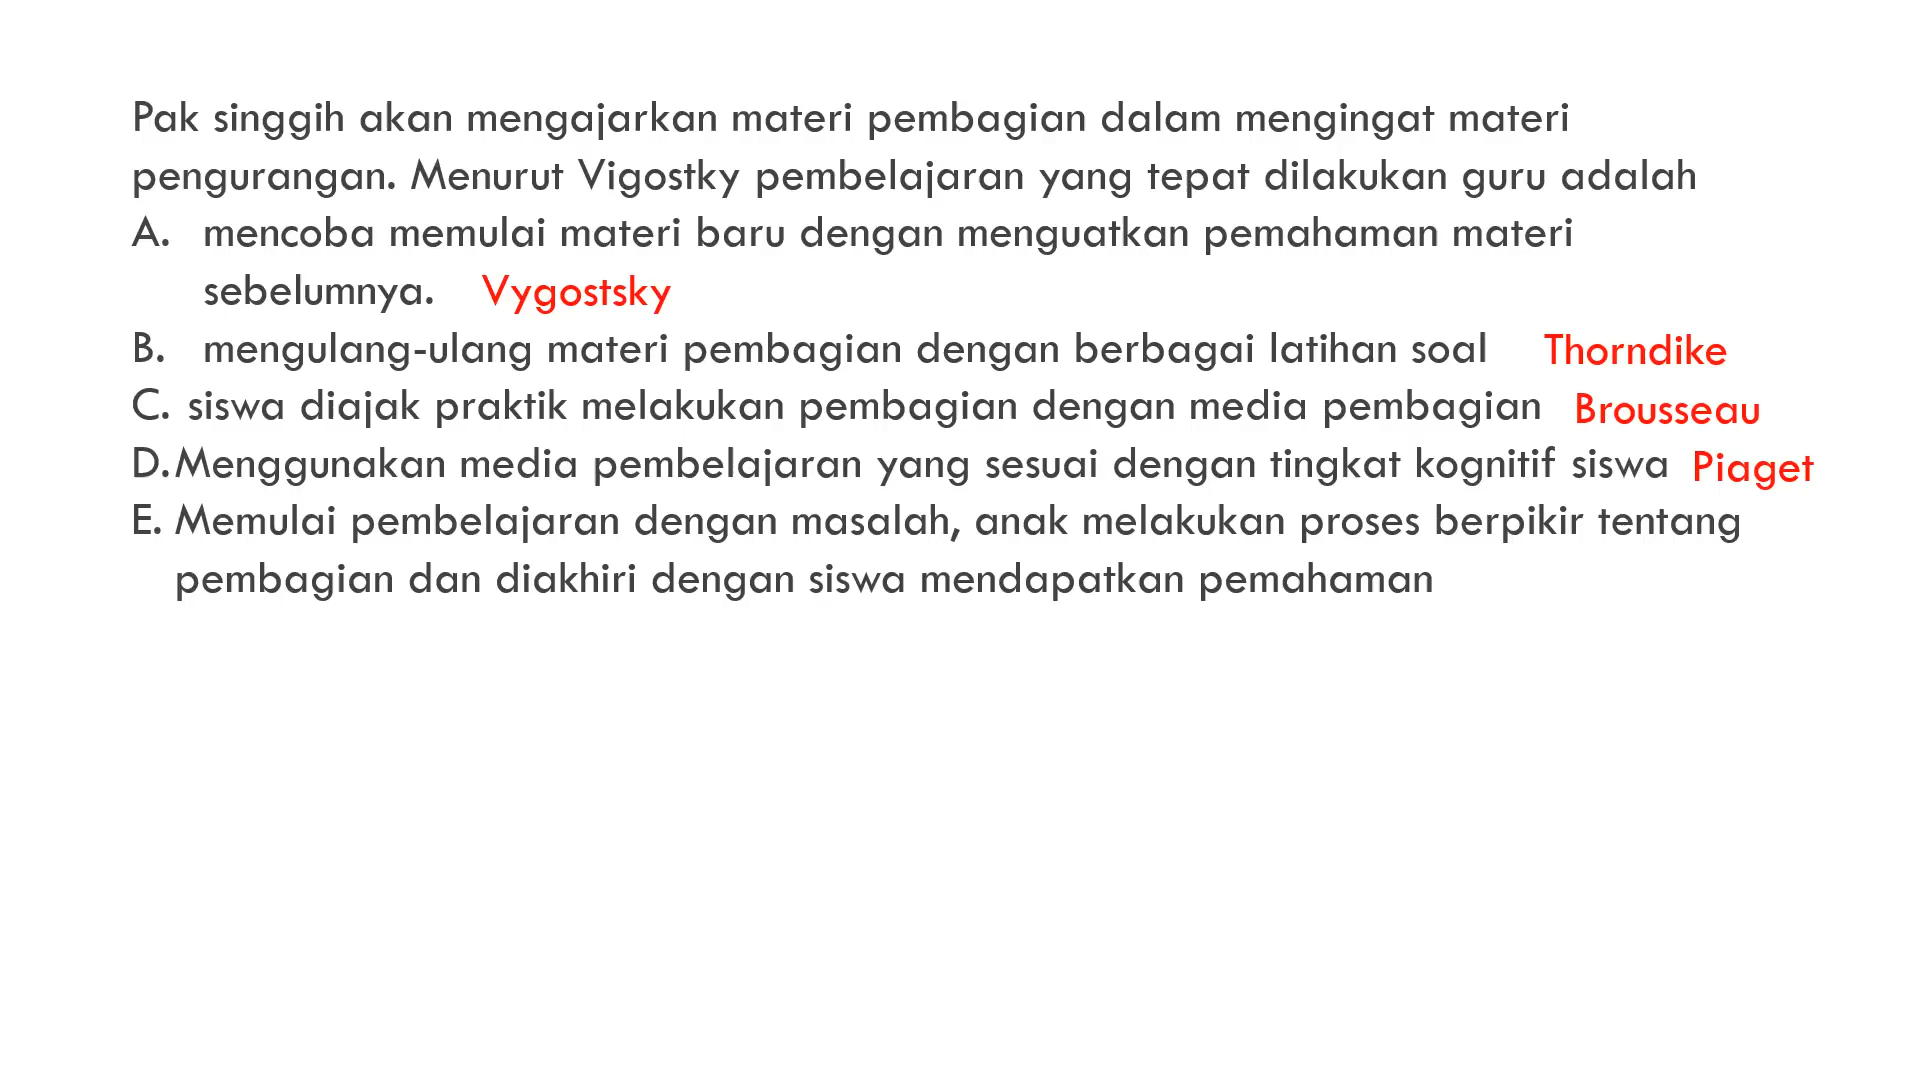 Pak singgih akan mengajarkan materi pembagian dalam mengingat materi
pengurangan. Menurut Vigostky pembelajaran yang tepat dilakukan guru adalah
A. mencoba memulai materi baru dengan menguatkan pemahaman materi
sebelumnya. Vygostsky
B. mengulang-ulang materi pembagian dengan berbagai latihan soal Thorndike
C. siswa diajak praktik melakukan pembagian dengan media pembagian Brousseau
D. Menggunakan media pembelajaran yang sesuai dengan tingkat kognitif siswa Piaget
E. Memulai pembelajaran dengan masalah, anak melakukan proses berpikir tentang
pembagian dan diakhiri dengan siswa mendapatkan pemahaman